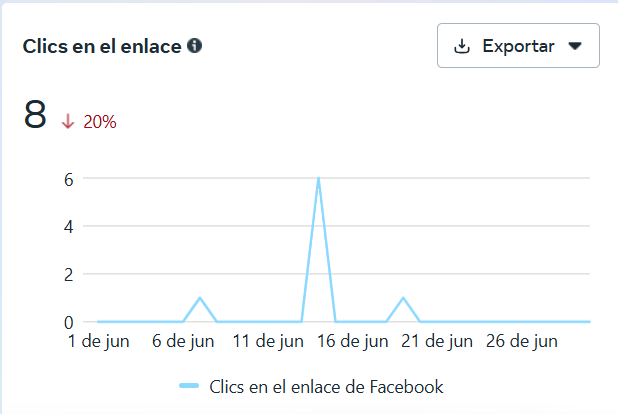 Clics en el enlace
Exportar
8 20%
6
4
2
0
1 de jun 6 de jun 11 de jun 16 de jun 21 de jun 26 de jun
Clics en el enlace de Facebook